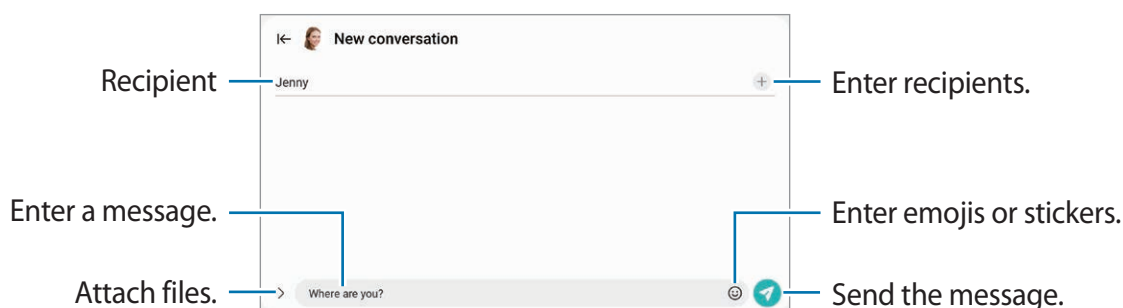 New conversation
Recipient
Jenny
Enter recipients.
Enter a message.
Enter emojis or stickers.
Attach files.
Where are you?
Send the message.